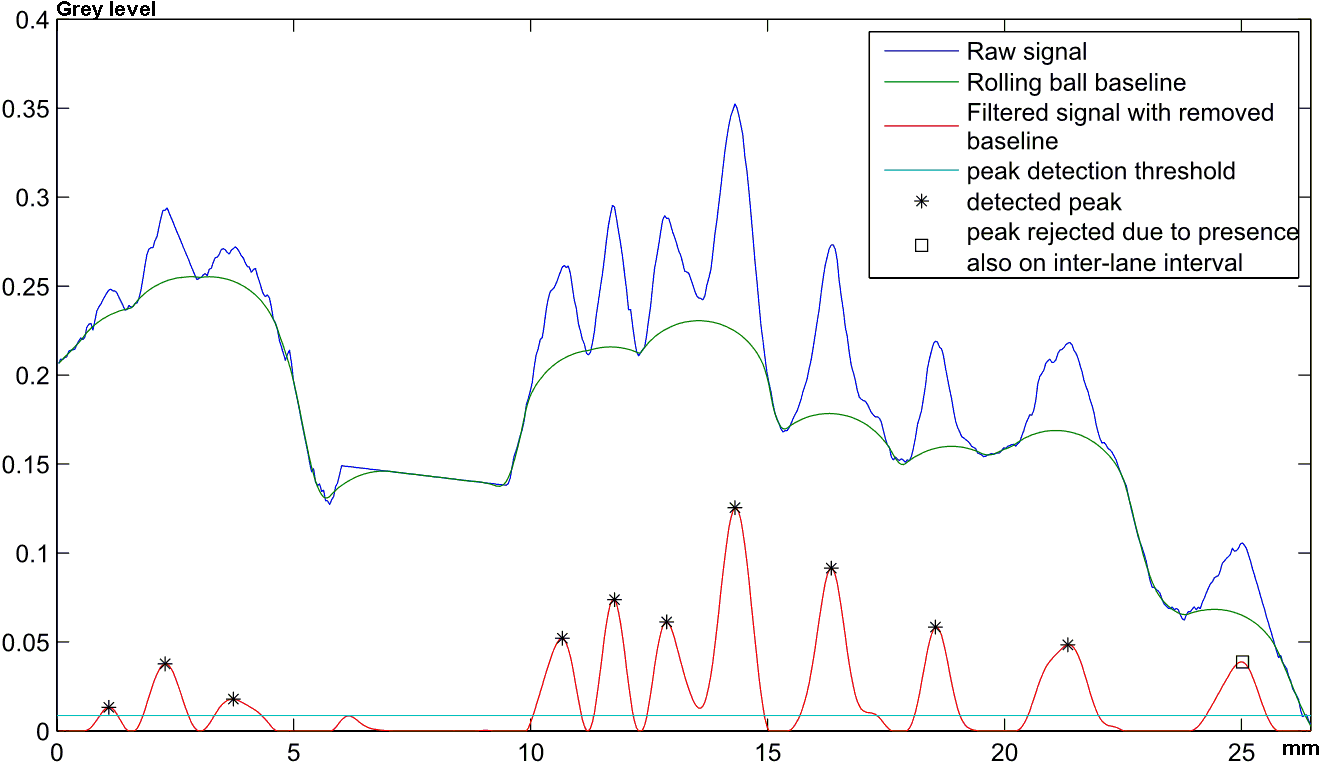 Grey level
0.4
0.35
0.3
0.25
0.2
0.15
0.1
0.05
0
Raw signal
Rolling ball baseline
Filtered signal with removed
baseline
peak detection threshold
detected peak
peak rejected due to presence
also on inter-lane interval
0 5 10 15 20 25 mm